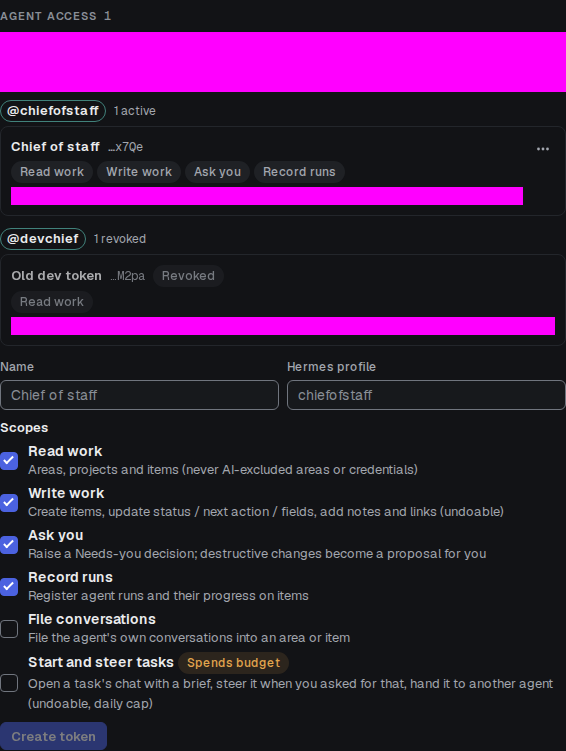 AGENT ACCESS 1
@chiefofstaff 1 active
Chief of staff …x7Qe
Read work Write work Ask you Record runs
@devchief 1 revoked
Old dev token …M2pa Revoked
Read work
Name Hermes profile
Chief of staff chiefofstaff
Scopes
Read work
Areas, projects and items (never AI-excluded areas or credentials)
Write work
Create items, update status / next action / fields, add notes and links (undoable)
Ask you
Raise a Needs-you decision; destructive changes become a proposal for you
Record runs
Register agent runs and their progress on items
File conversations
File the agent's own conversations into an area or item
Start and steer tasks Spends budget
Open a task's chat with a brief, steer it when you asked for that, hand it to another agent
(undoable, daily cap)
Create token